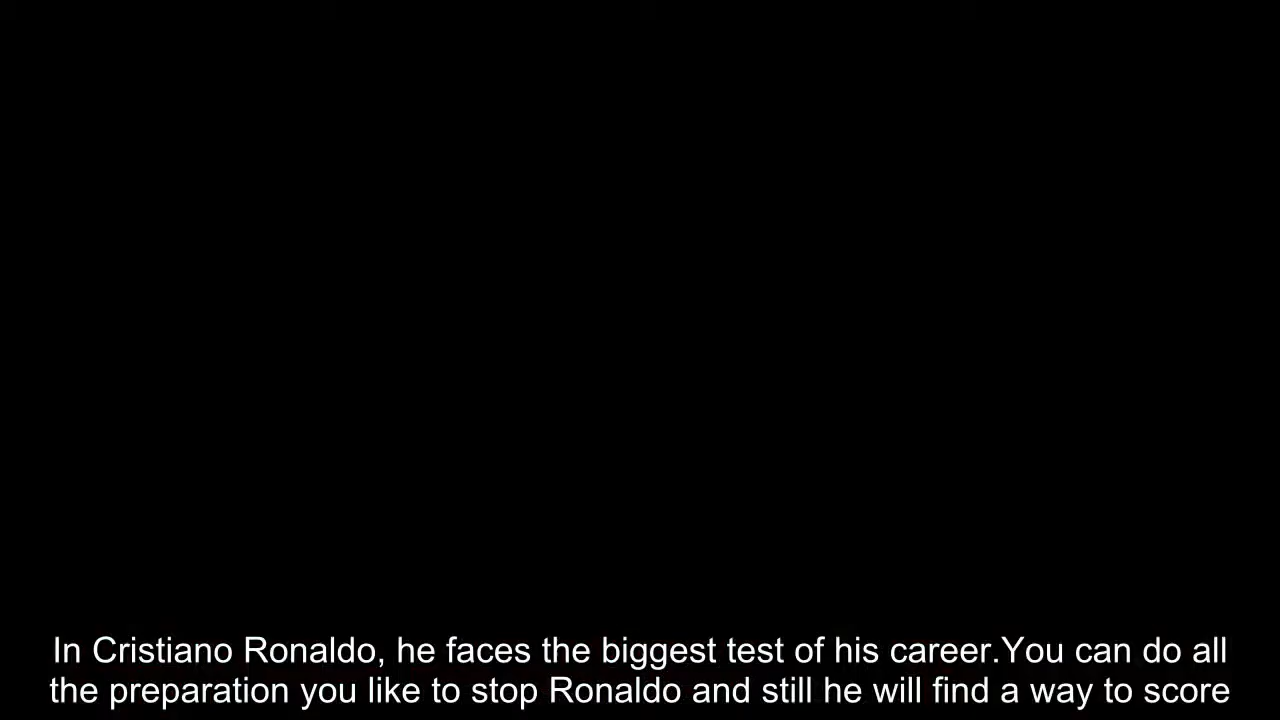 In Cristiano Ronaldo, he faces the biggest test of his career.You can do all
the preparation you like to stop Ronaldo and still he will find a way to score